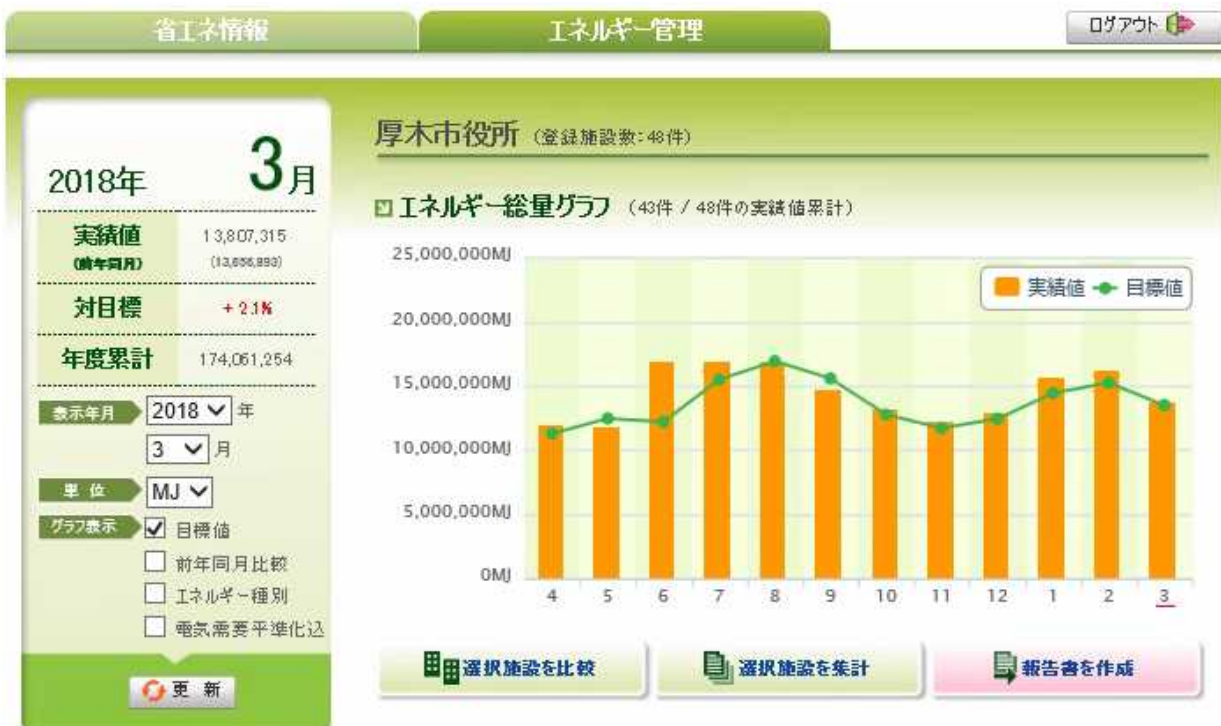 省エネ情報
エネルギー管理
ログアウト
2018年 3月
実績値 13,807,315
(前年同月) (13,656,893)
対目標 +2.1%
年度累計 174,061,254
表示年月 2018 年
3 月
単位 MJ
グラフ表示 目標値
前年同月比較
エネルギー種別
電気需要平準化込
更 新
厚木市役所 (登録施設数:48件)
エネルギー総量グラフ (43件 / 48件の実績値累計)
実績値 目標値
25,000,000MJ
20,000,000MJ
15,000,000MJ
10,000,000MJ
5,000,000MJ
0MJ
4 5 6 7 8 9 10 11 12 1 2 3
選択施設を比較
選択施設を集計
報告書を作成